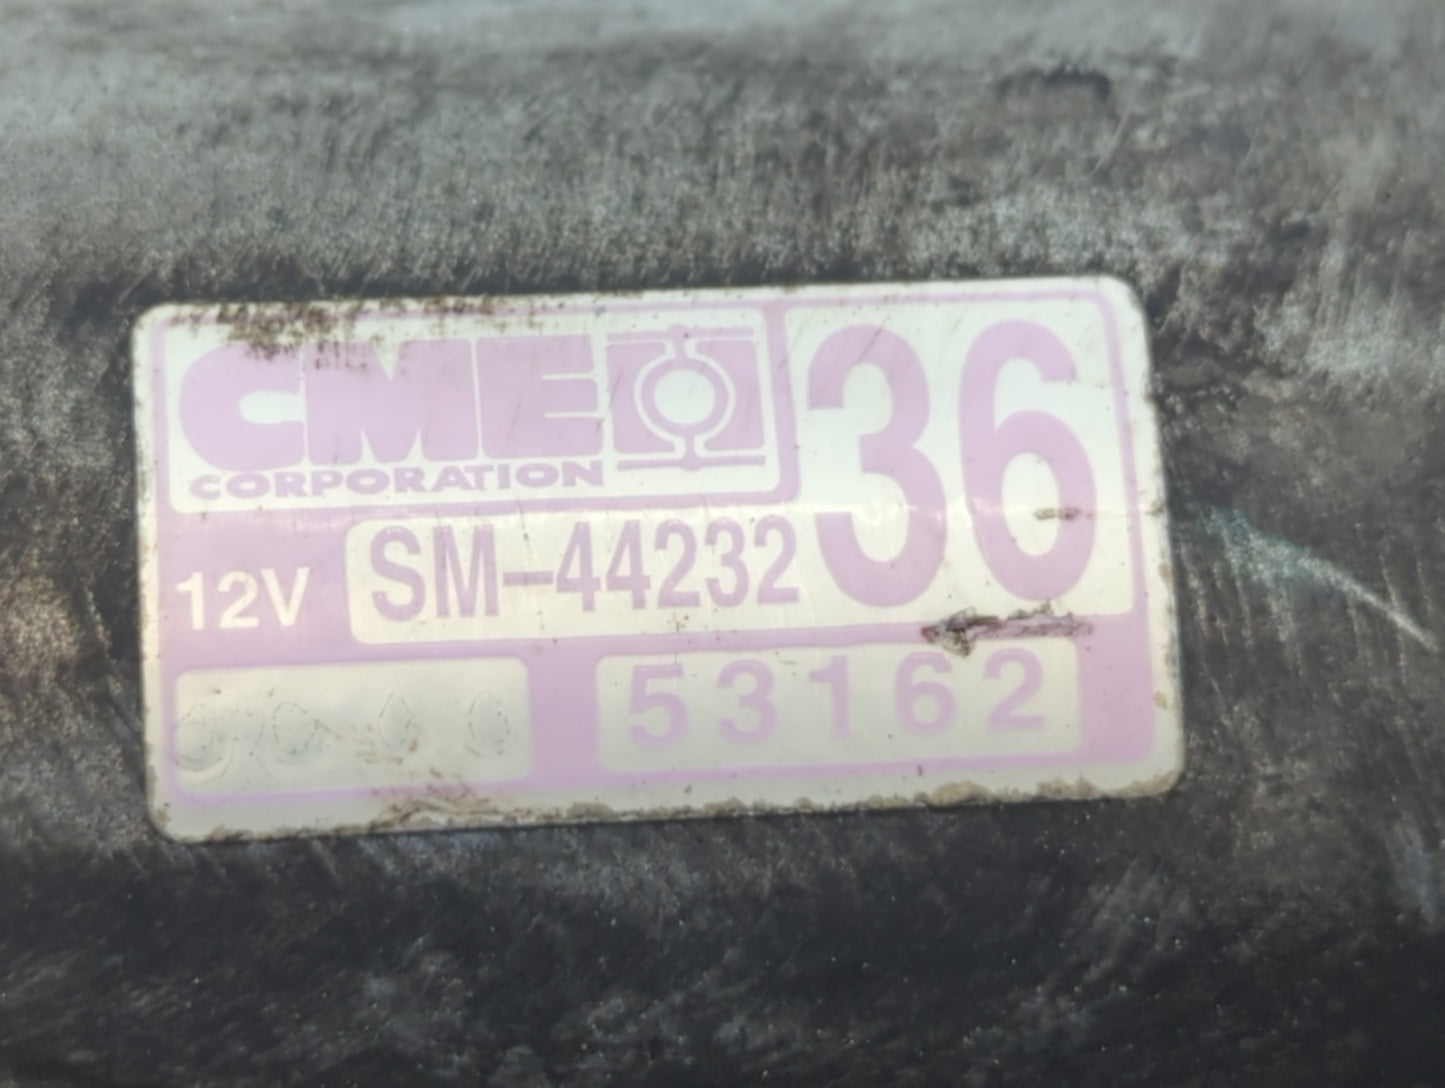 CME
CORPORATION
36
12V SM-44232
53162